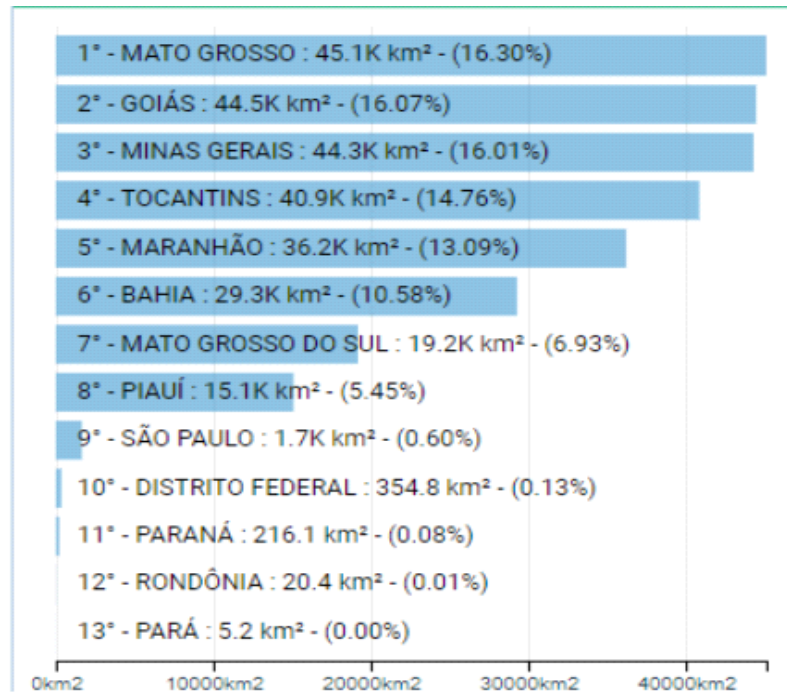 1° - MATO GROSSO : 45.1K km² - (16.30%)
2° - GOIÁS : 44.5K km² - (16.07%)
3° - MINAS GERAIS : 44.3K km² - (16.01%)
4° - TOCANTINS : 40.9K km² - (14.76%)
5° - MARANHÃO : 36.2K km² - (13.09%)
6° - BAHIA : 29.3K km² - (10.58%)
7° - MATO GROSSO DO SUL : 19.2K km² - (6.93%)
8° - PIAUÍ : 15.1K km² - (5.45%)
9° - SÃO PAULO : 1.7K km² - (0.60%)
10° - DISTRITO FEDERAL : 354.8 km² - (0.13%)
11° - PARANÁ : 216.1 km² - (0.08%)
12° - RONDÔNIA : 20.4 km² - (0.01%)
13° - PARÁ : 5.2 km² - (0.00%)
0km2 10000km2 20000km2 30000km2 40000km2